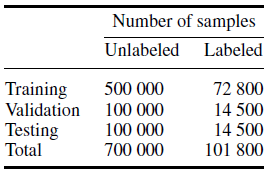 Number of samples
Unlabeled Labeled
Training 500 000 72 800
Validation 100 000 14 500
Testing 100 000 14 500
Total 700 000 101 800